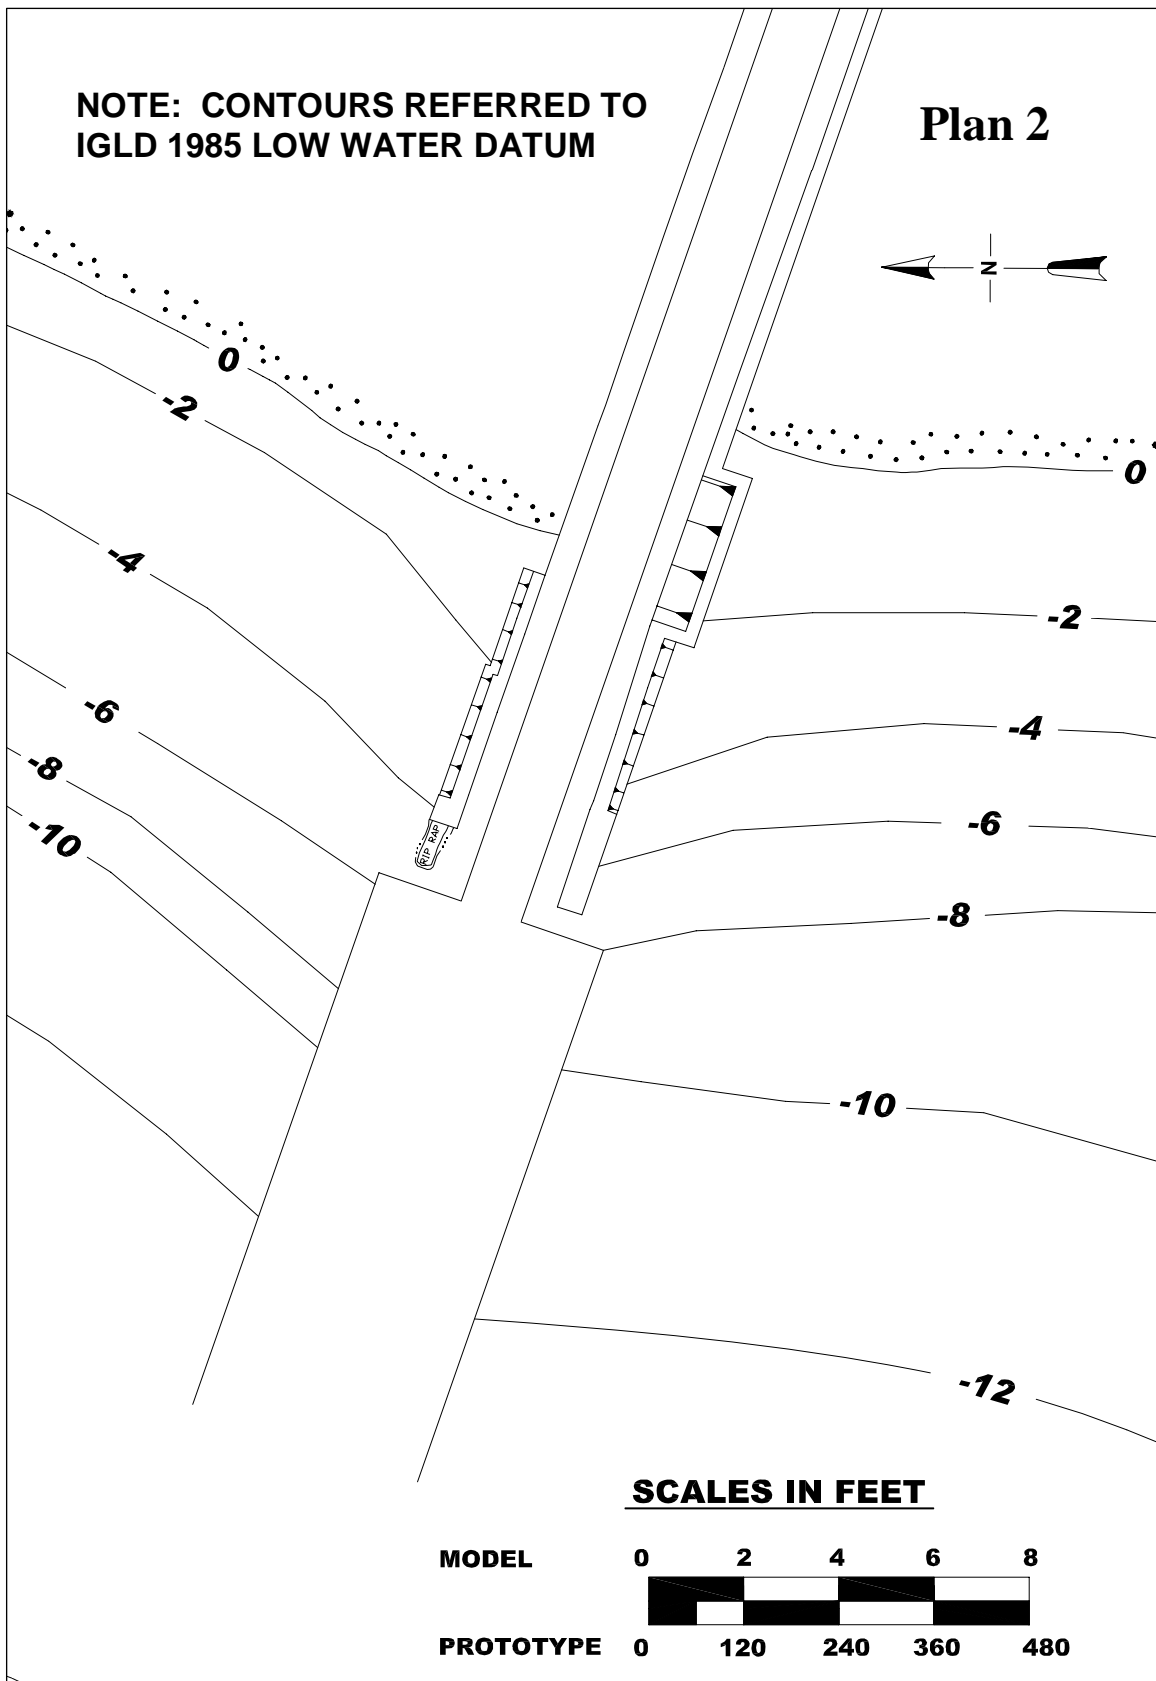 NOTE: CONTOURS REFERRED TO
IGLD 1985 LOW WATER DATUM
Plan 2
N
0
-2
-4
-6
-8
-10
0
-2
-4
-6
-8
-10
-12
RIP RAP
SCALES IN FEET
MODEL 0 2 4 6 8
PROTOTYPE 0 120 240 360 480